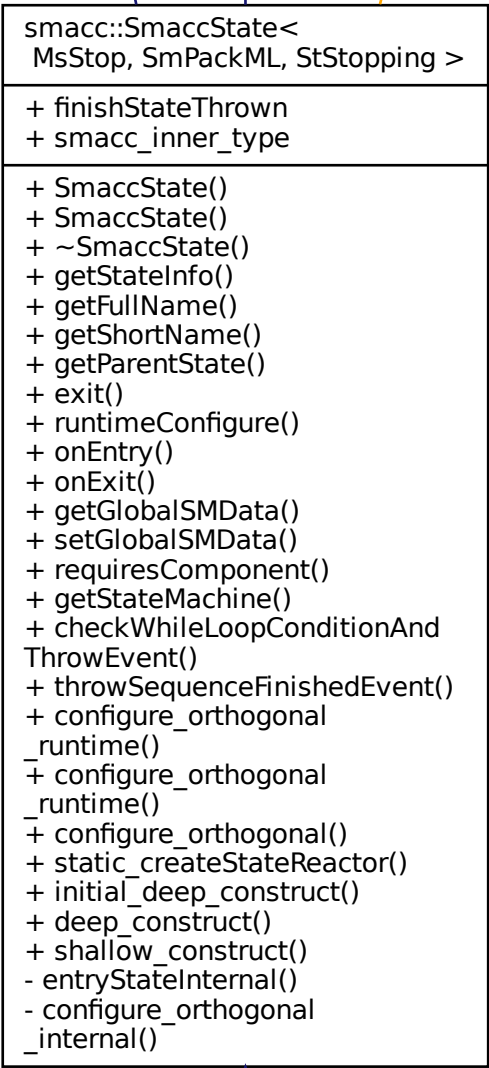 smacc::SmaccState<
MsStop, SmPackML, StStopping >
+ finishStateThrown
+ smacc_inner_type
+ SmaccState()
+ SmaccState()
+ ~SmaccState()
+ getStateInfo()
+ getFullName()
+ getShortName()
+ getParentState()
+ exit()
+ runtimeConfigure()
+ onEntry()
+ onExit()
+ getGlobalSMData()
+ setGlobalSMData()
+ requiresComponent()
+ getStateMachine()
+ checkWhileLoopConditionAnd
ThrowEvent()
+ throwSequenceFinishedEvent()
+ configure_orthogonal
_runtime()
+ configure_orthogonal
_runtime()
+ configure_orthogonal()
+ static_createStateReactor()
+ initial_deep_construct()
+ deep_construct()
+ shallow_construct()
- entryStateInternal()
- configure_orthogonal
_internal()